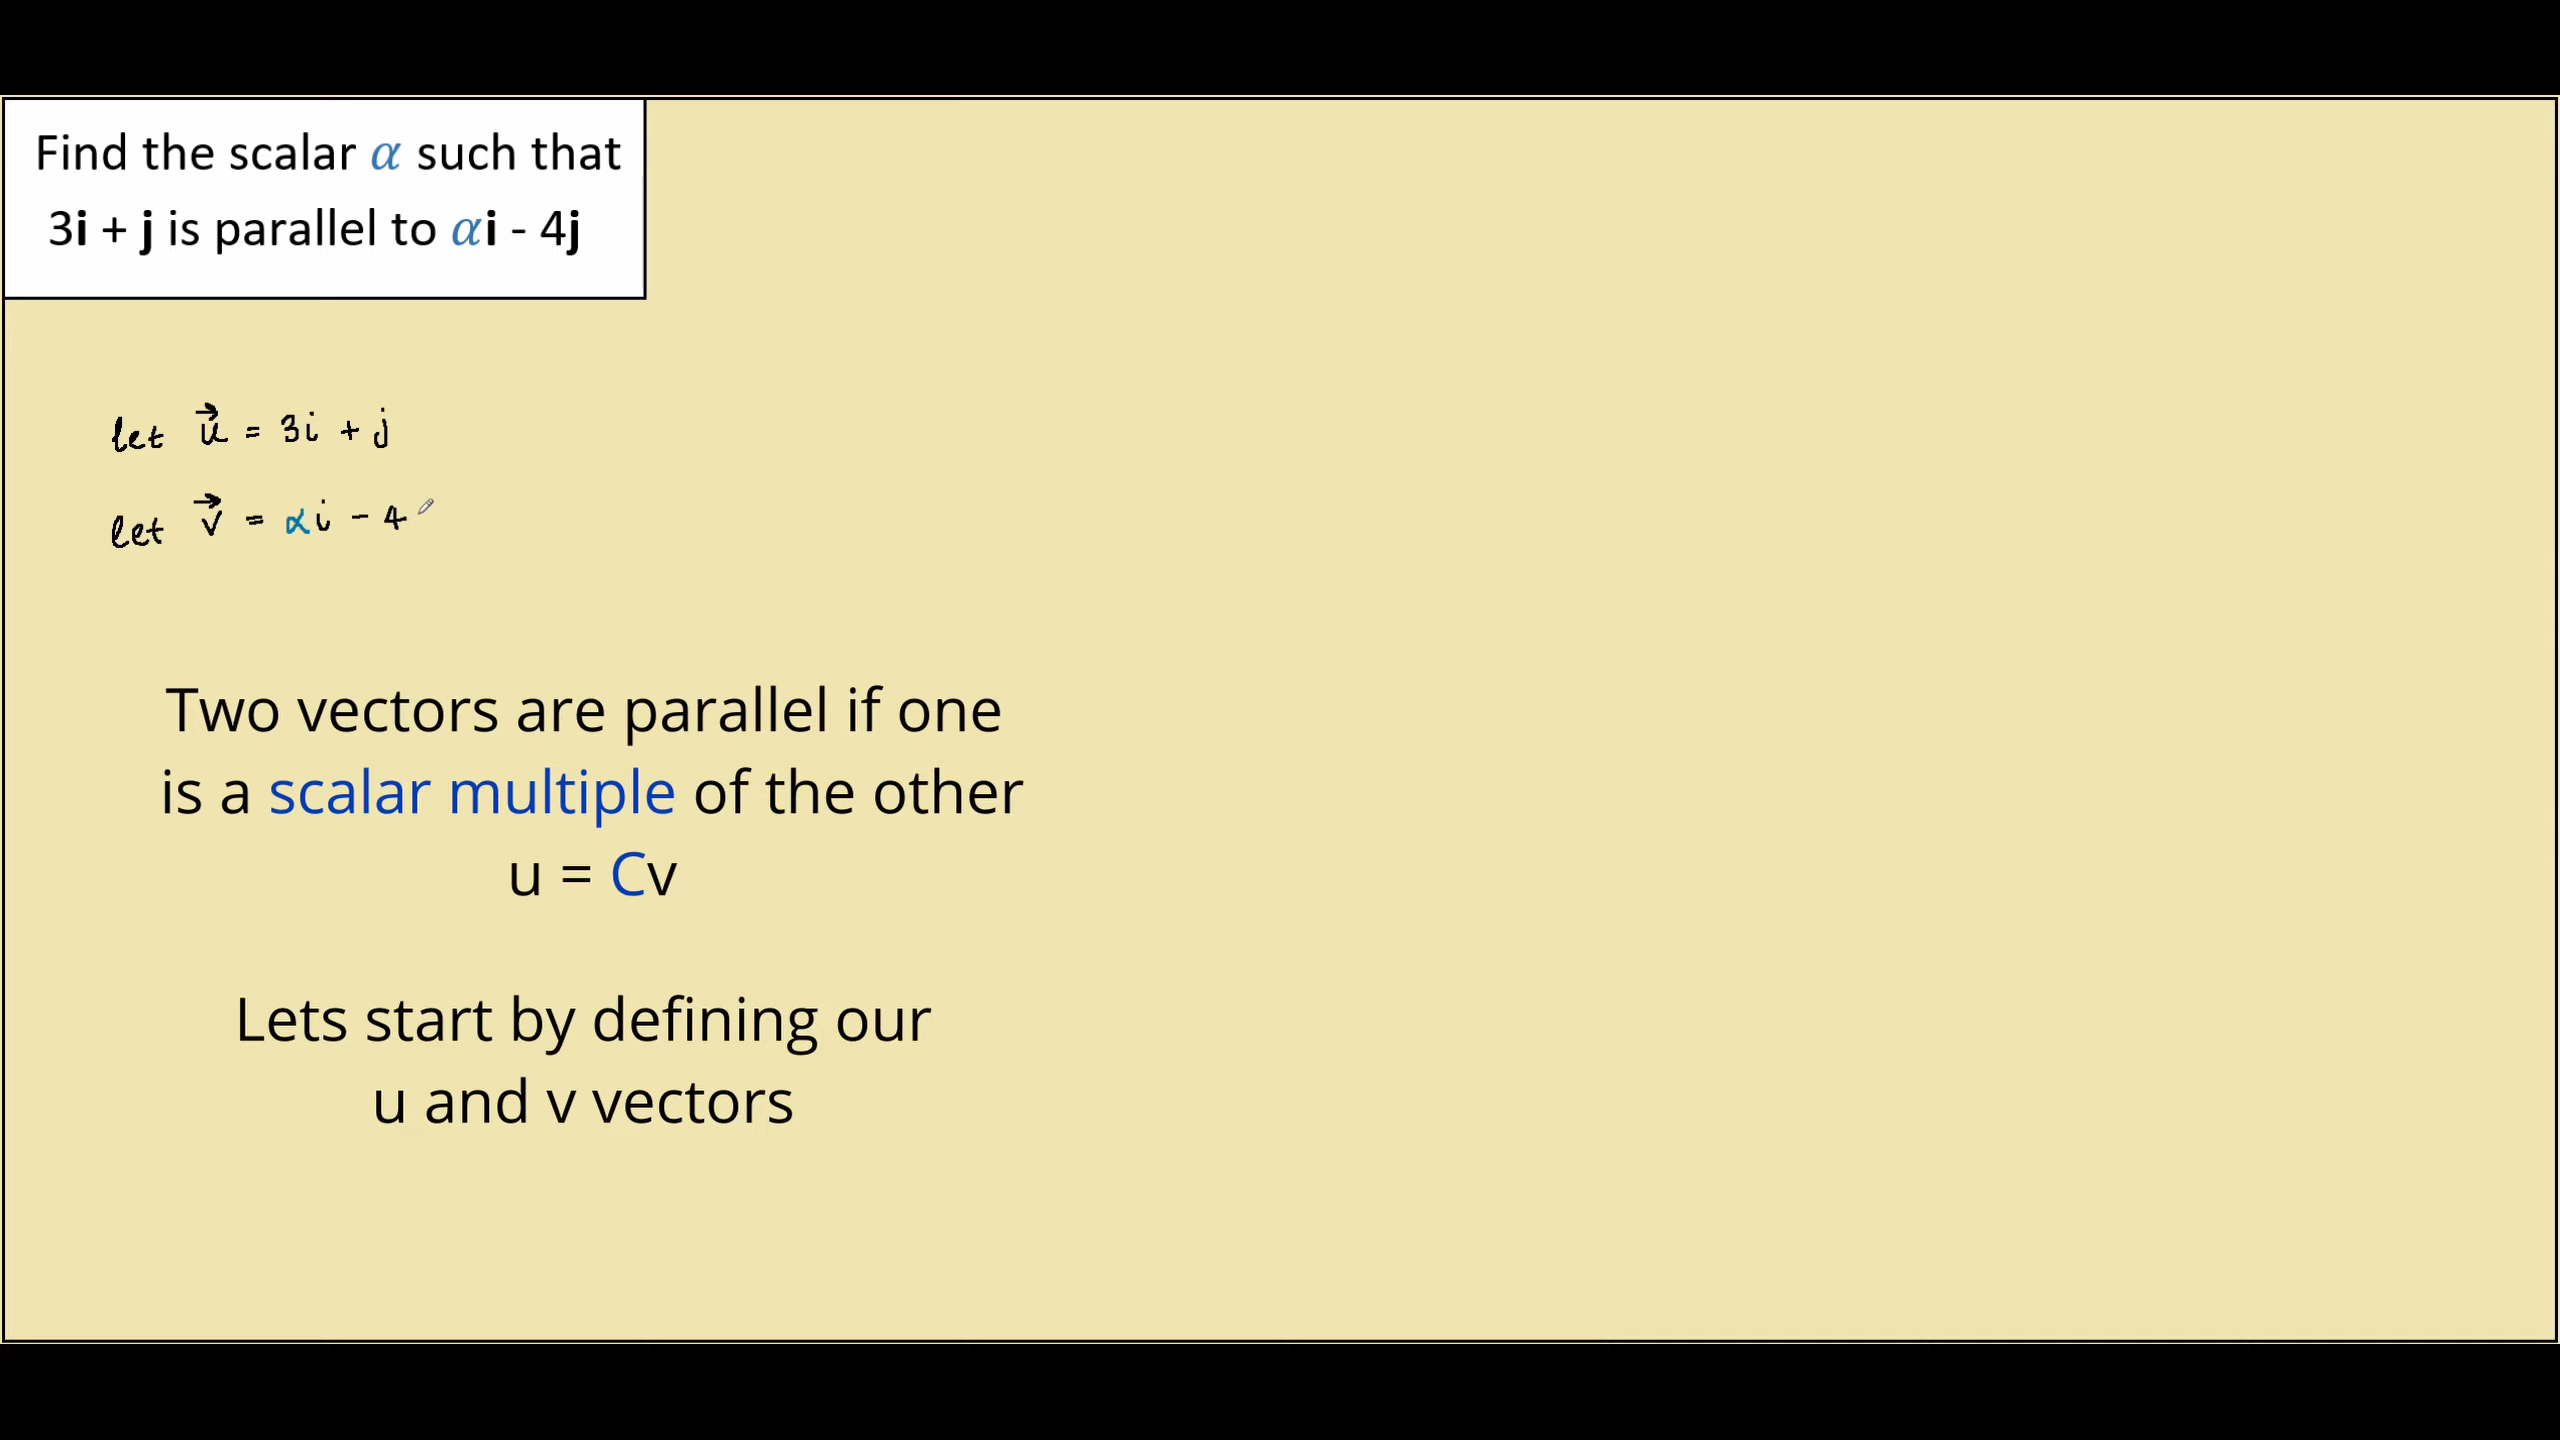 Find the scalar α such that
3i + j is parallel to αi - 4j
let u⃗ = 3i + j
let v⃗ = αi - 4
Two vectors are parallel if one
is a scalar multiple of the other
u = Cv
Lets start by defining our
u and v vectors